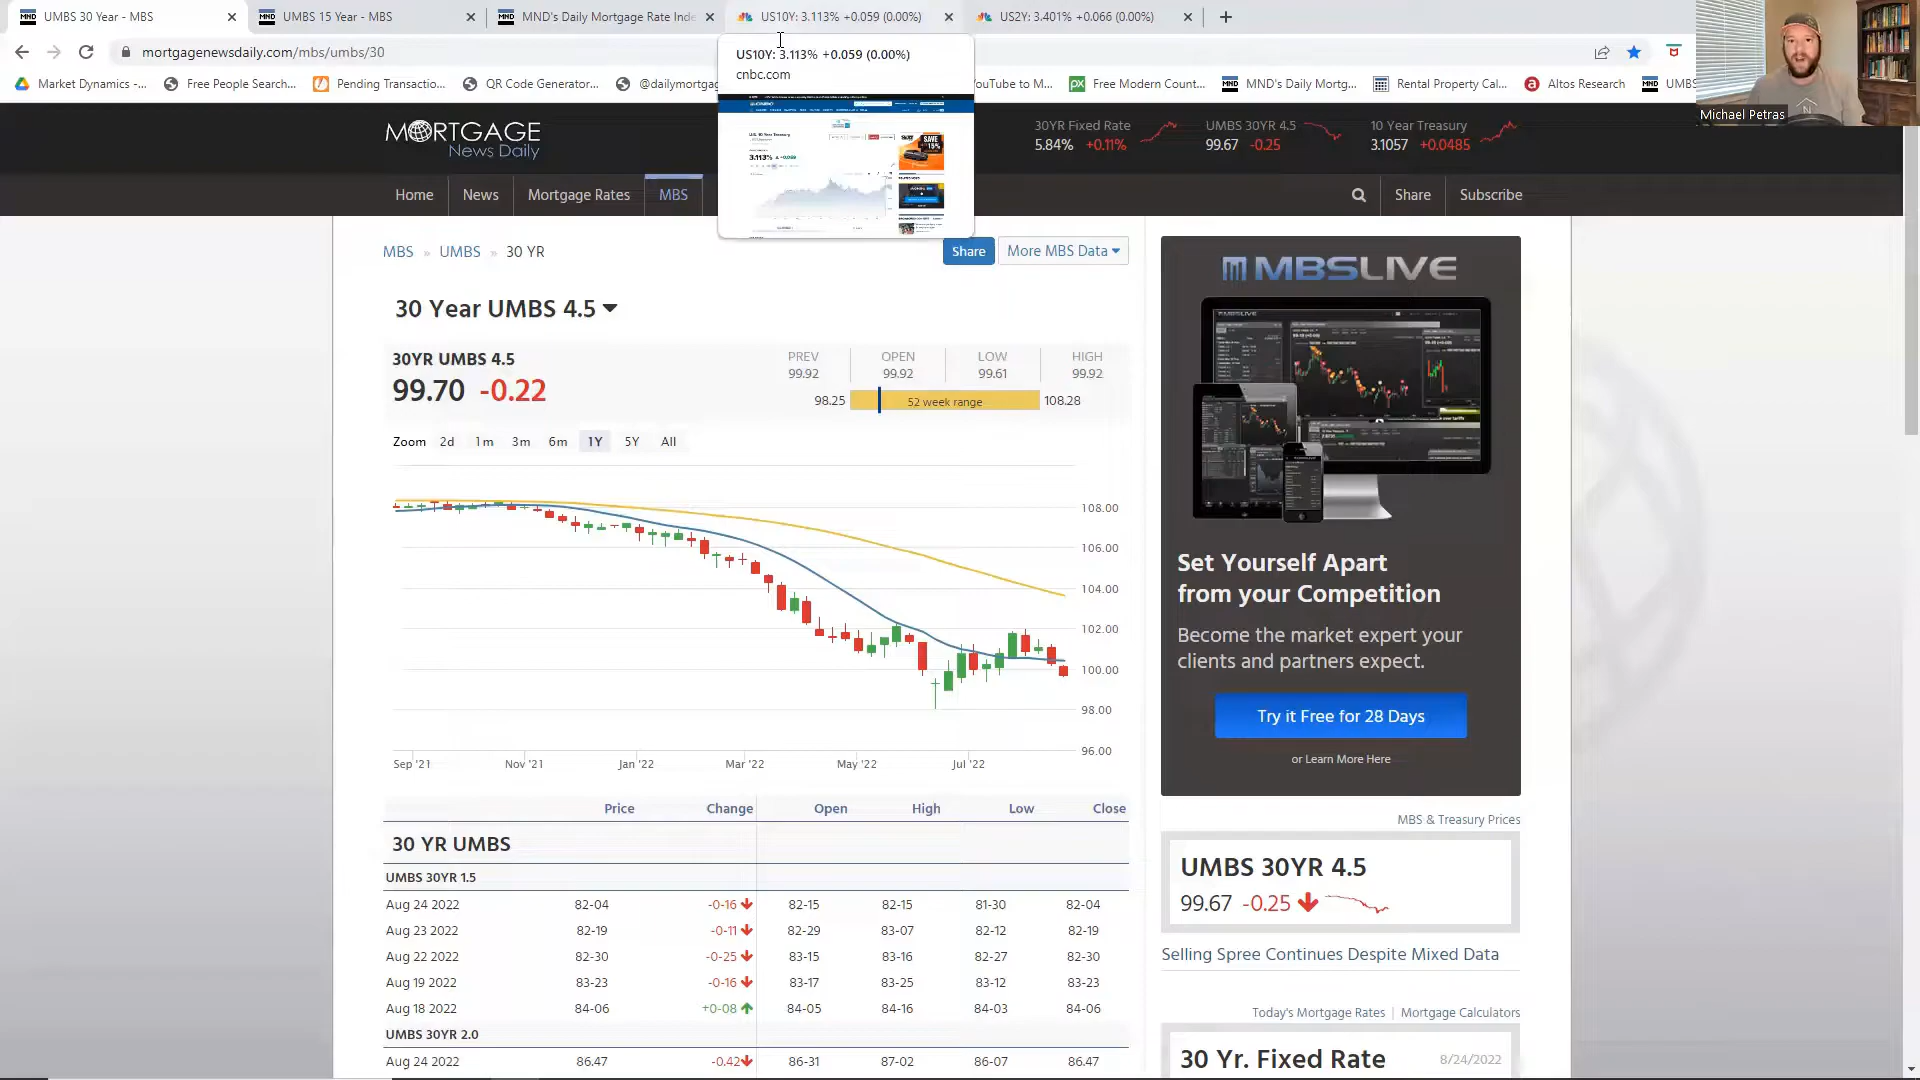 UMBS 30 Year - MBS
UMBS 15 Year - MBS
MND's Daily Mortgage Rate Inde
US10Y: 3.113% +0.059 (0.00%)
US2Y: 3.401% +0.066 (0.00%)
mortgagenewsdaily.com/mbs/umbs/30
US10Y: 3.113% +0.059 (0.00%)
cnbc.com
Market Dynamics -...
Free People Search...
Pending Transactio...
QR Code Generator...
@dailymortgag
YouTube to M...
Free Modern Count...
MND's Daily Mortg...
Rental Property Cal...
Altos Research
UMBS
Michael Petras
MORTGAGE
News Daily
30YR Fixed Rate
5.84% +0.11%
UMBS 30YR 4.5
99.67 -0.25
10 Year Treasury
3.1057 +0.0485
Home
News
Mortgage Rates
MBS
Share
Subscribe
U.S. 10 Year Treasury
3.113%
SAVE
15%
MBS » UMBS » 30 YR
Share
More MBS Data
30 Year UMBS 4.5
30YR UMBS 4.5
99.70 -0.22
PREV OPEN LOW HIGH
99.92 99.92 99.61 99.92
98.25 52 week range 108.28
Zoom 2d 1m 3m 6m 1Y 5Y All
108.00
106.00
104.00
102.00
100.00
98.00
96.00
Sep '21 Nov '21 Jan '22 Mar '22 May '22 Jul '22
Price Change Open High Low Close
30 YR UMBS
UMBS 30YR 1.5
Aug 24 2022 82-04 -0-16 82-15 82-15 81-30 82-04
Aug 23 2022 82-19 -0-11 82-29 83-07 82-12 82-19
Aug 22 2022 82-30 -0-25 83-15 83-16 82-27 82-30
Aug 19 2022 83-23 -0-16 83-17 83-25 83-12 83-23
Aug 18 2022 84-06 +0-08 84-05 84-16 84-03 84-06
UMBS 30YR 2.0
Aug 24 2022 86.47 -0.42 86-31 87-02 86-07 86.47
MBSLIVE
Set Yourself Apart
from your Competition
Become the market expert your
clients and partners expect.
Try it Free for 28 Days
or Learn More Here
MBS & Treasury Prices
UMBS 30YR 4.5
99.67 -0.25
Selling Spree Continues Despite Mixed Data
Today's Mortgage Rates | Mortgage Calculators
30 Yr. Fixed Rate 8/24/2022